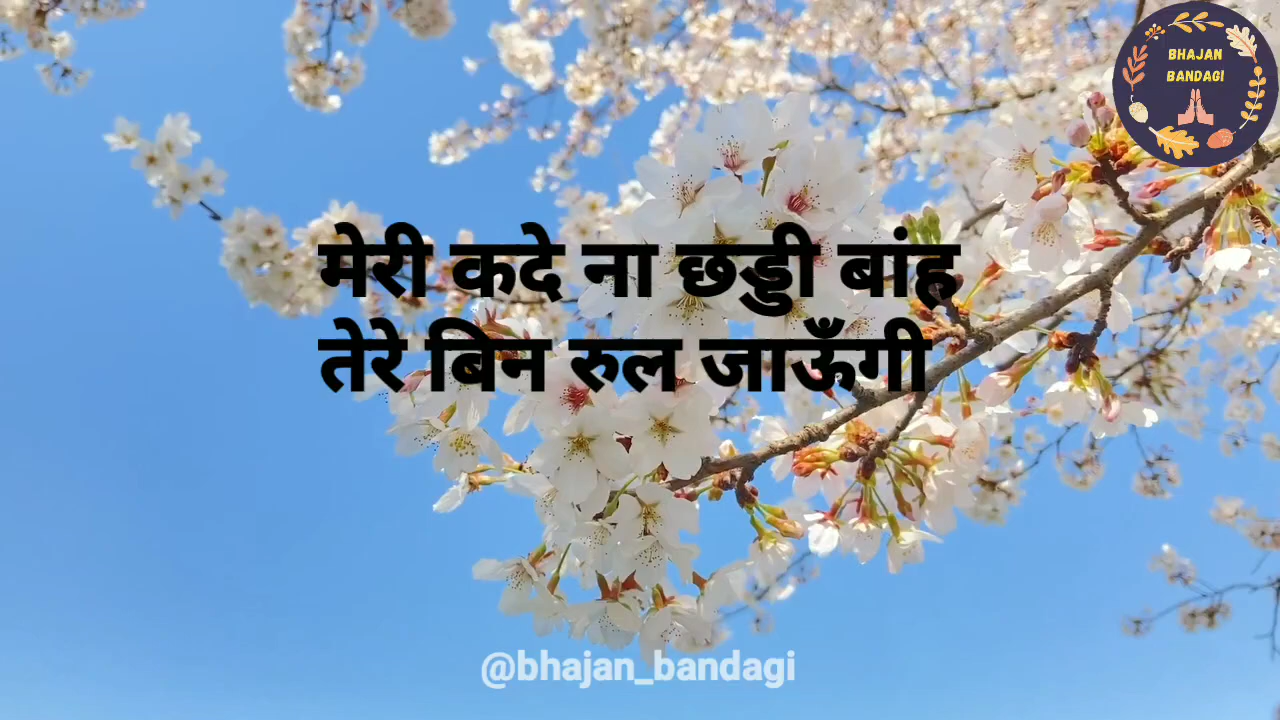 BHAJAN
BANDAGI
मेरी कदे ना छड्डी बांह
तेरे बिन रुल जाऊँगी
@bhajan_bandagi